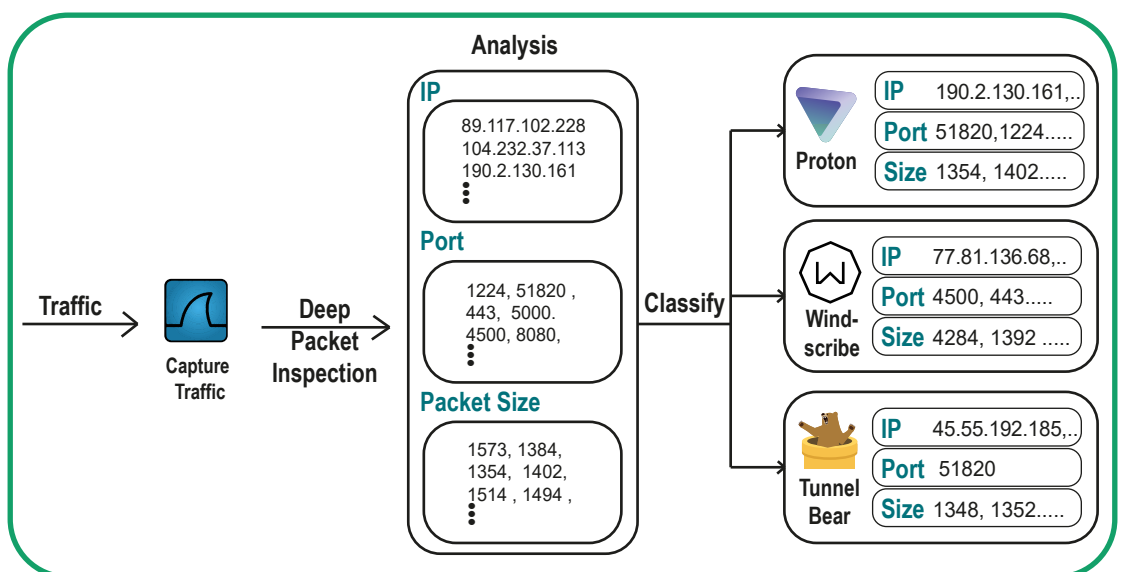 Traffic
Capture
Traffic
Deep
Packet
Inspection
Analysis
IP
89.117.102.228
104.232.37.113
190.2.130.161
Port
1224, 51820 ,
443, 5000.
4500, 8080,
Packet Size
1573, 1384,
1354, 1402,
1514 , 1494 ,
Classify
Proton
IP 190.2.130.161,..
Port 51820,1224.....
Size 1354, 1402.....
Wind-
scribe
IP 77.81.136.68,..
Port 4500, 443.....
Size 4284, 1392 .....
Tunnel
Bear
IP 45.55.192.185,..
Port 51820
Size 1348, 1352.....